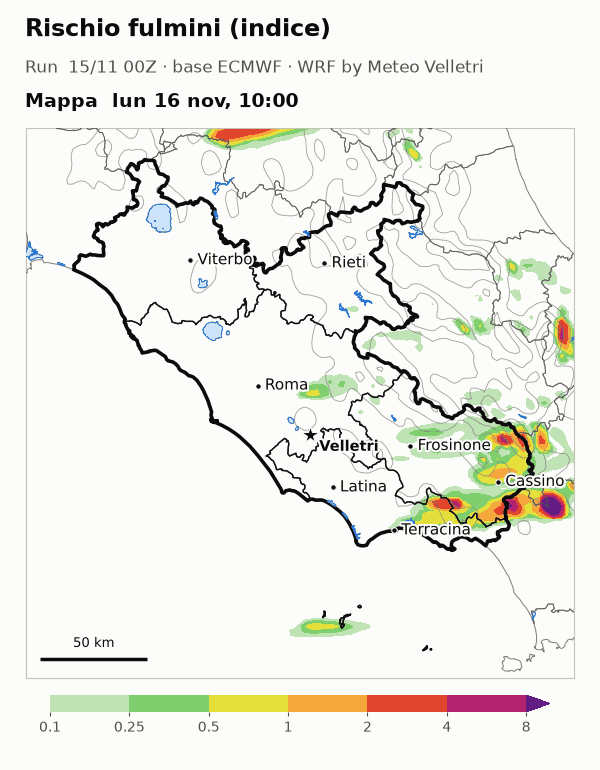 Rischio fulmini (indice)
Run  15/11 00Z · base ECMWF · WRF by Meteo Velletri
Mappa  lun 16 nov, 10:00
Viterbo
Rieti
Roma
Velletri
Frosinone
Cassino
Latina
Terracina
50 km
0.1 0.25 0.5 1 2 4 8